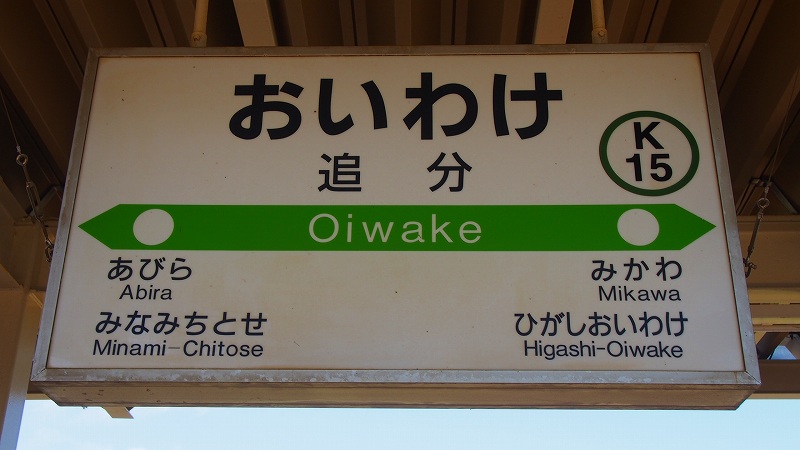 おいわけ
追分
K
15
Oiwake
あびら
Abira
みなみちとせ
Minami-Chitose
みかわ
Mikawa
ひがしおいわけ
Higashi-Oiwake